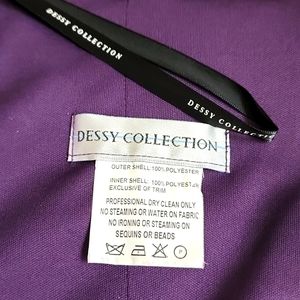 DESSY COLLECTION
DESSY COLLECTION
DESSY COLLECTION
OUTER SHELL: 100% POLYESTER
INNER SHELL: 100% POLYESTER
EXCLUSIVE OF TRIM
PROFESSIONAL DRY CLEAN ONLY
NO STEAMING OR WATER ON FABRIC
NO IRONING OR STEAMING ON
SEQUINS OR BEADS
P